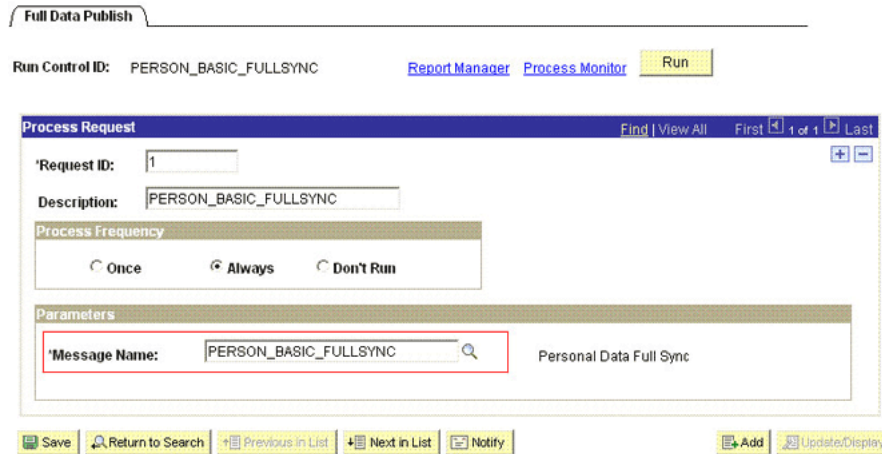 Full Data Publish
Run Control ID: PERSON_BASIC_FULLSYNC Report Manager Process Monitor Run
Process Request Find | View All First 1 of 1 Last
*Request ID: 1
Description: PERSON_BASIC_FULLSYNC
Process Frequency
Once Always Don't Run
Parameters
*Message Name: PERSON_BASIC_FULLSYNC Personal Data Full Sync
Save Return to Search Previous in List Next in List Notify Add Update/Display